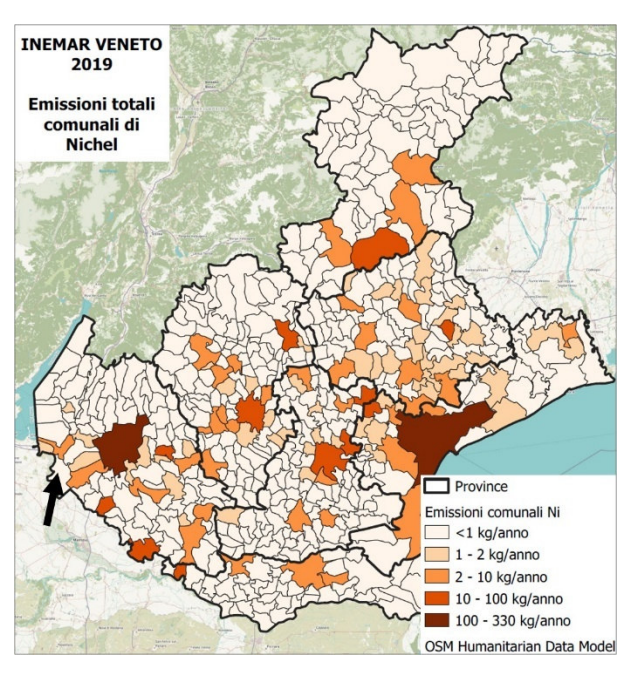 INEMAR VENETO
2019
Emissioni totali
comunali di
Nichel
Province
Emissioni comunali Ni
<1 kg/anno
1 - 2 kg/anno
2 - 10 kg/anno
10 - 100 kg/anno
100 - 330 kg/anno
OSM Humanitarian Data Model